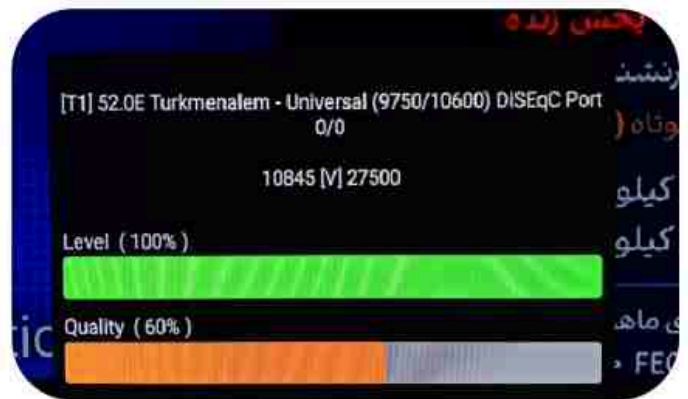 پخش زنده
[T1] 52.0E Turkmenalem - Universal (9750/10600) DiSEqC Port
0/0
10845 [V] 27500
کیلو
Level ( 100% )
کیلو
Quality ( 60% )
FEC